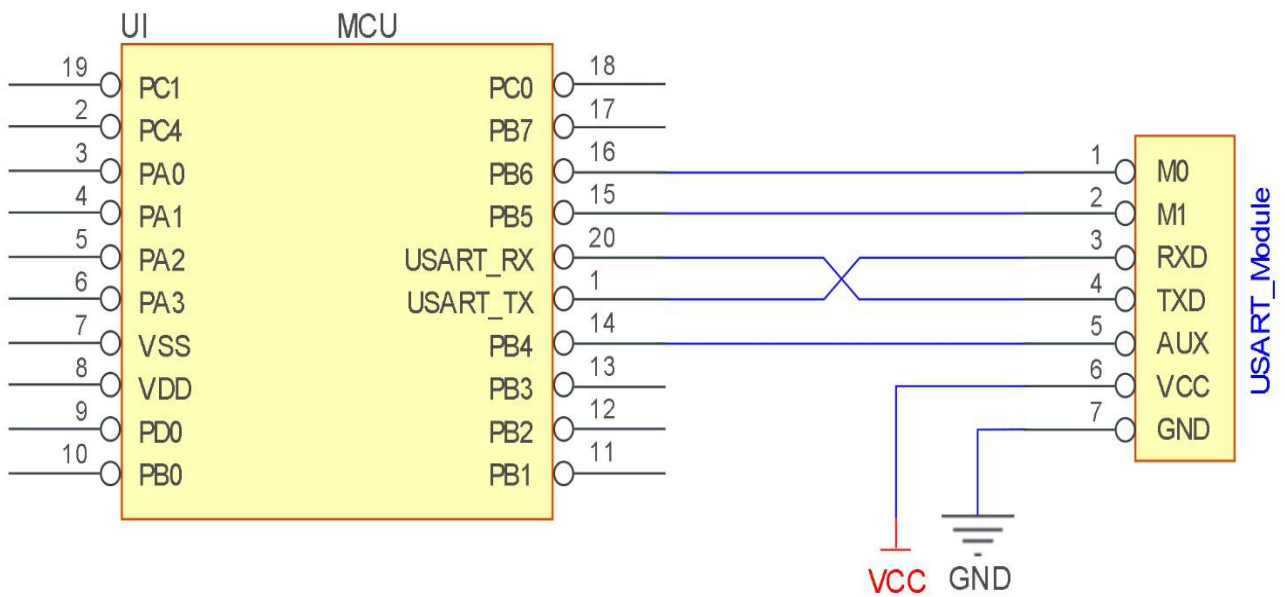 UI MCU
19 PC1 PC0 18
2 PC4 PB7 17
3 PA0 PB6 16
4 PA1 PB5 15
5 PA2 USART_RX 20
6 PA3 USART_TX 1
7 VSS PB4 14
8 VDD PB3 13
9 PD0 PB2 12
10 PB0 PB1 11
1 M0
2 M1
3 RXD
4 TXD
5 AUX
6 VCC
7 GND
USART_Module
VCC GND